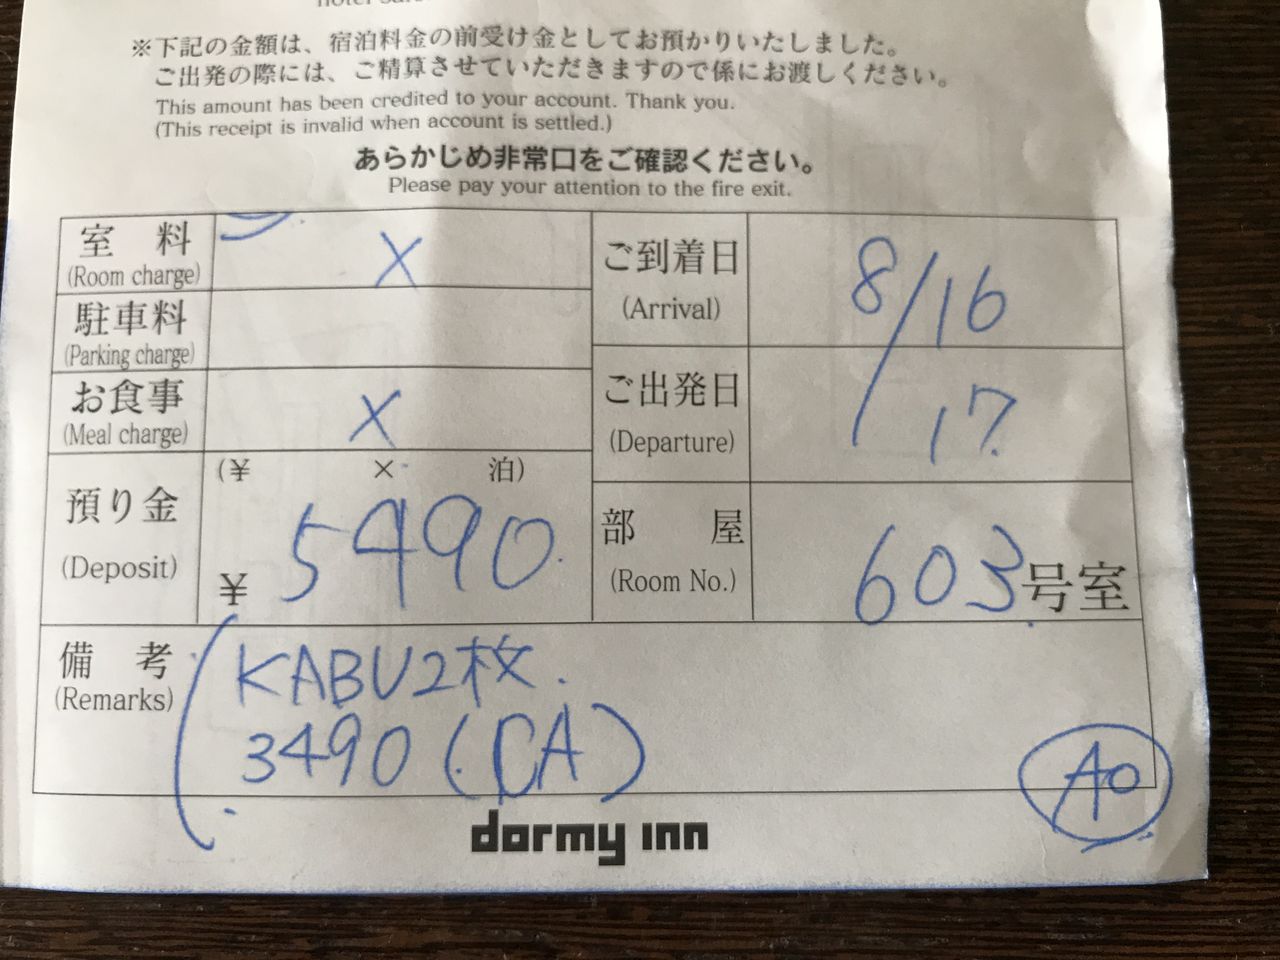 ※下記の金額は、宿泊料金の前受け金としてお預かりいたしました。
ご出発の際には、ご精算させていただきますので係にお渡しください。
This amount has been credited to your account. Thank you.
(This receipt is invalid when account is settled.)
あらかじめ非常口をご確認ください。
Please pay your attention to the fire exit.
室 料
(Room charge)
X
ご到着日
(Arrival)
8/16
駐車料
(Parking charge)
お食事
(Meal charge)
X
ご出発日
(Departure)
17
預り金
(Deposit)
(¥ × 泊)
¥ 5490
部 屋
(Room No.)
603号室
備 考
(Remarks)
KABU2枚
3490 (CA)
AO
dormy inn